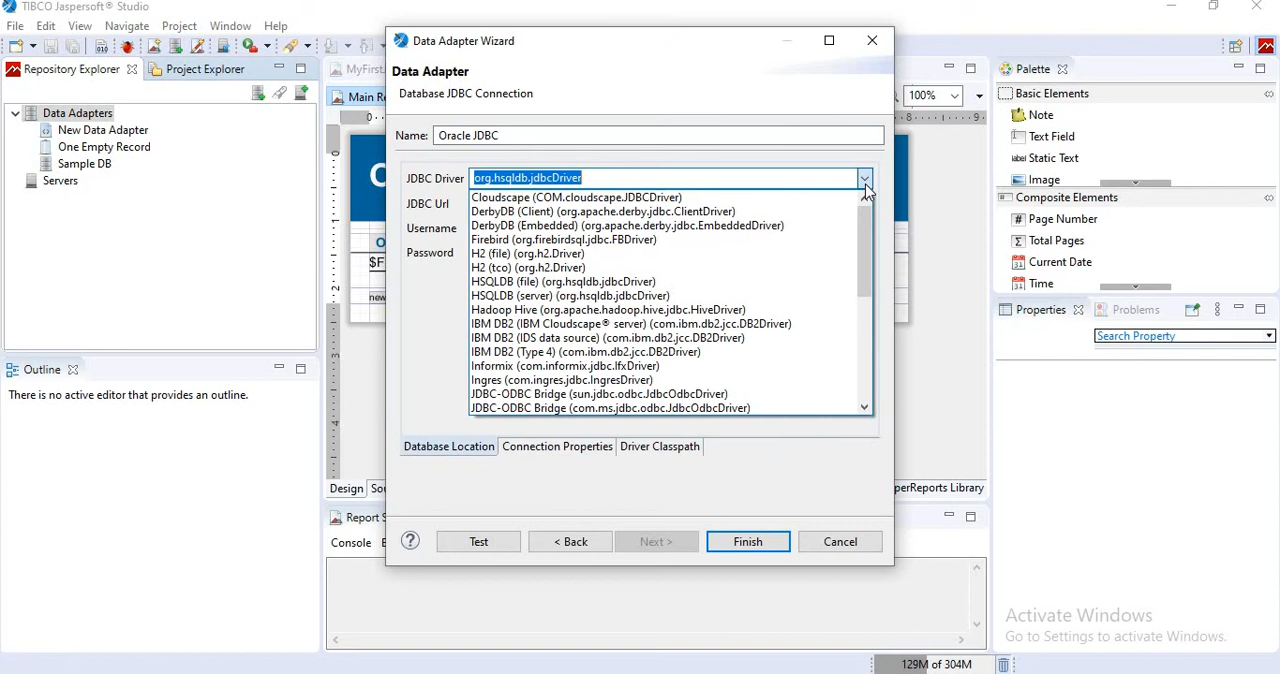 TIBCO Jaspersoft® Studio
File Edit View Navigate Project Window Help
Repository Explorer Project Explorer
Data Adapters
New Data Adapter
One Empty Record
Sample DB
Servers
Outline
There is no active editor that provides an outline.
MyFirst
Main Re
Design Sou
perReports Library
Report S
Console
100%
Data Adapter Wizard
Data Adapter
Database JDBC Connection
Name: Oracle JDBC
JDBC Driver org.hsqldb.jdbcDriver
JDBC Url
Username
Password
Cloudscape (COM.cloudscape.JDBCDriver)
DerbyDB (Client) (org.apache.derby.jdbc.ClientDriver)
DerbyDB (Embedded) (org.apache.derby.jdbc.EmbeddedDriver)
Firebird (org.firebirdsql.jdbc.FBDriver)
H2 (file) (org.h2.Driver)
H2 (tco) (org.h2.Driver)
HSQLDB (file) (org.hsqldb.jdbcDriver)
HSQLDB (server) (org.hsqldb.jdbcDriver)
Hadoop Hive (org.apache.hadoop.hive.jdbc.HiveDriver)
IBM DB2 (IBM Cloudscape® server) (com.ibm.db2.jcc.DB2Driver)
IBM DB2 (IDS data source) (com.ibm.db2.jcc.DB2Driver)
IBM DB2 (Type 4) (com.ibm.db2.jcc.DB2Driver)
Informix (com.informix.jdbc.IfxDriver)
Ingres (com.ingres.jdbc.IngresDriver)
JDBC-ODBC Bridge (sun.jdbc.odbc.JdbcOdbcDriver)
JDBC-ODBC Bridge (com.ms.jdbc.odbc.JdbcOdbcDriver)
Database Location Connection Properties Driver Classpath
Test < Back Next > Finish Cancel
Palette
Basic Elements
Note
Text Field
Label Static Text
Image
Composite Elements
Page Number
Total Pages
Current Date
Time
Properties Problems
Search Property
Activate Windows
Go to Settings to activate Windows.
129M of 304M